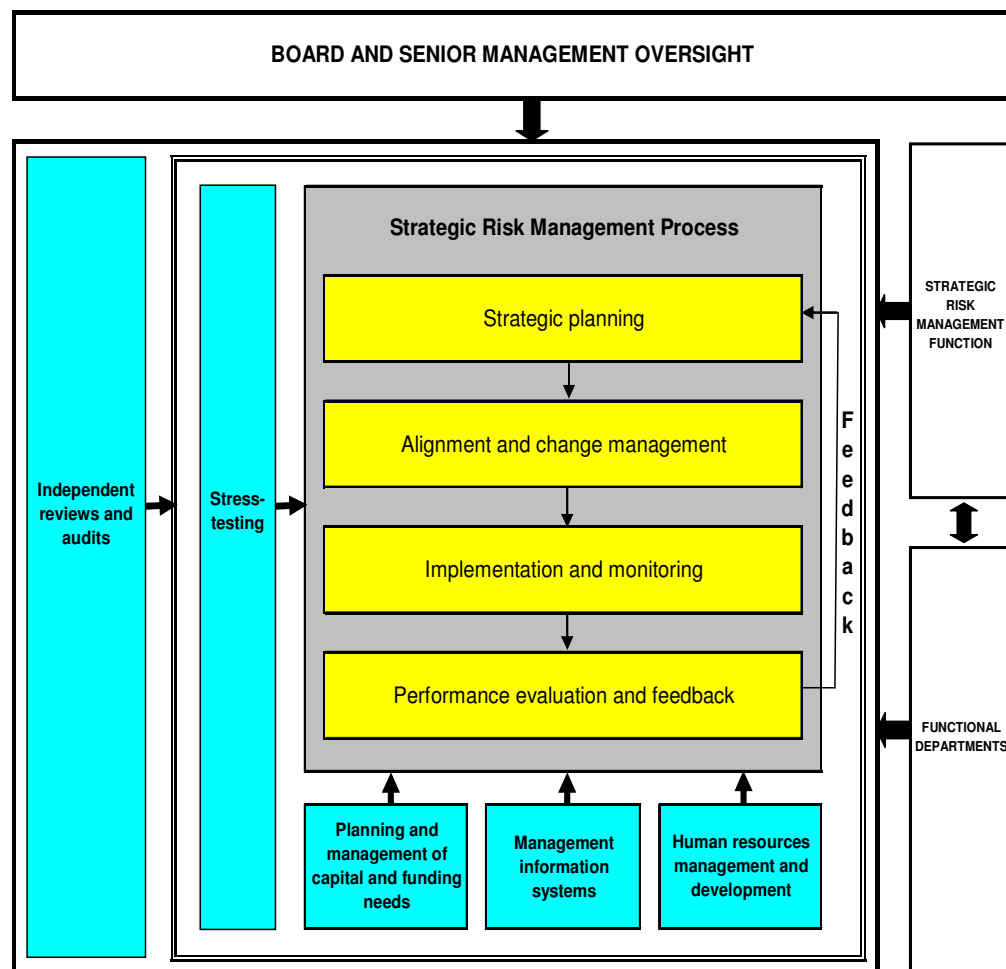 BOARD AND SENIOR MANAGEMENT OVERSIGHT
Strategic Risk Management Process
Strategic planning
Alignment and change management
Implementation and monitoring
Performance evaluation and feedback
Feedback
Independent
reviews and
audits
Stress-
testing
Planning and
management of
capital and funding
needs
Management
information
systems
Human resources
management and
development
STRATEGIC
RISK
MANAGEMENT
FUNCTION
FUNCTIONAL
DEPARTMENTS